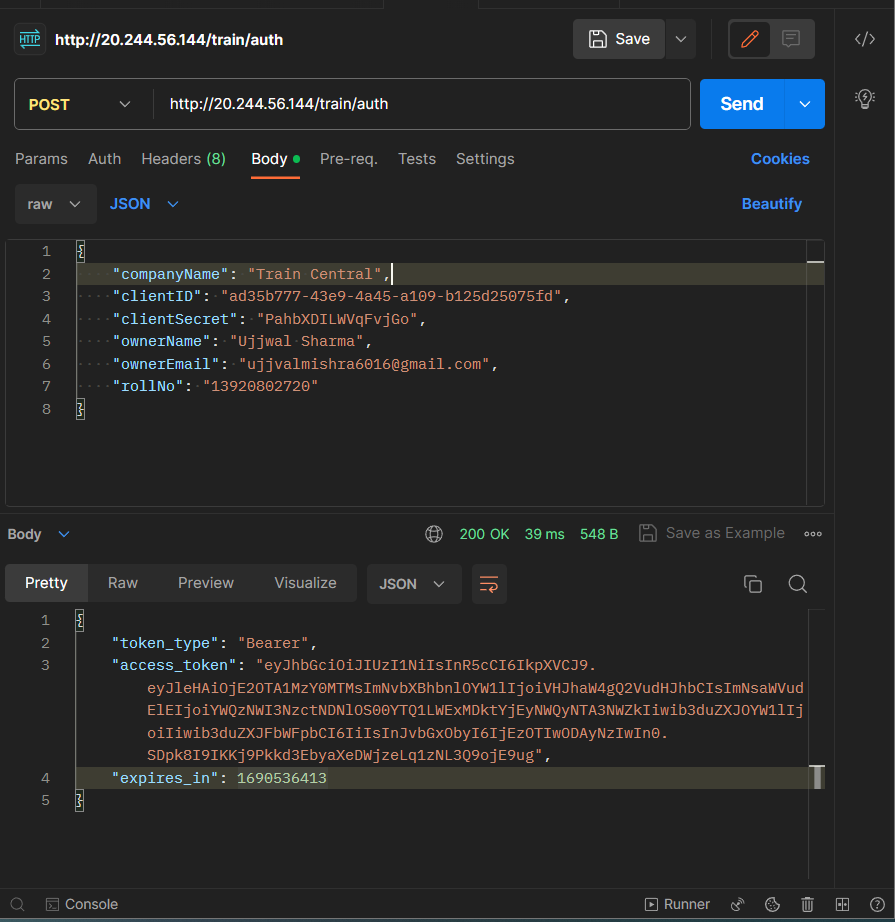 HTTP http://20.244.56.144/train/auth Save
POST http://20.244.56.144/train/auth Send
Params Auth Headers (8) Body Pre-req. Tests Settings Cookies
raw JSON Beautify
1 {
2 "companyName": "Train Central",
3 "clientID": "ad35b777-43e9-4a45-a109-b125d25075fd",
4 "clientSecret": "PahbXDILWVqFvjGo",
5 "ownerName": "Ujjwal Sharma",
6 "ownerEmail": "ujjvalmishra6016@gmail.com",
7 "rollNo": "13920802720"
8 }
Body 200 OK 39 ms 548 B Save as Example
Pretty Raw Preview Visualize JSON
1 {
2 "token_type": "Bearer",
3 "access_token": "eyJhbGciOiJIUzI1NiIsInR5cCI6IkpXVCJ9.
eyJleHAiOjE2OTA1MzY0MTMsImNvbXBhbnlOYW1lIjoiVHJhaW4gQ2VudHJhbCIsImNsaWVud
ElEIjoiYWQzNWI3NzctNDNlOS00YTQ1LWExMDktYjEyNWQyNTA3NWZkIiwib3duZXJOYW1lIj
oiIiwib3duZXJFbWFpbCI6IiIsInJvbGxObyI6IjEzOTIwODAyNzIwIn0.
SDpk8I9IKKj9Pkkd3EbyaXeDWjzeLq1zNL3Q9ojE9ug",
4 "expires_in": 1690536413
5 }
Console Runner